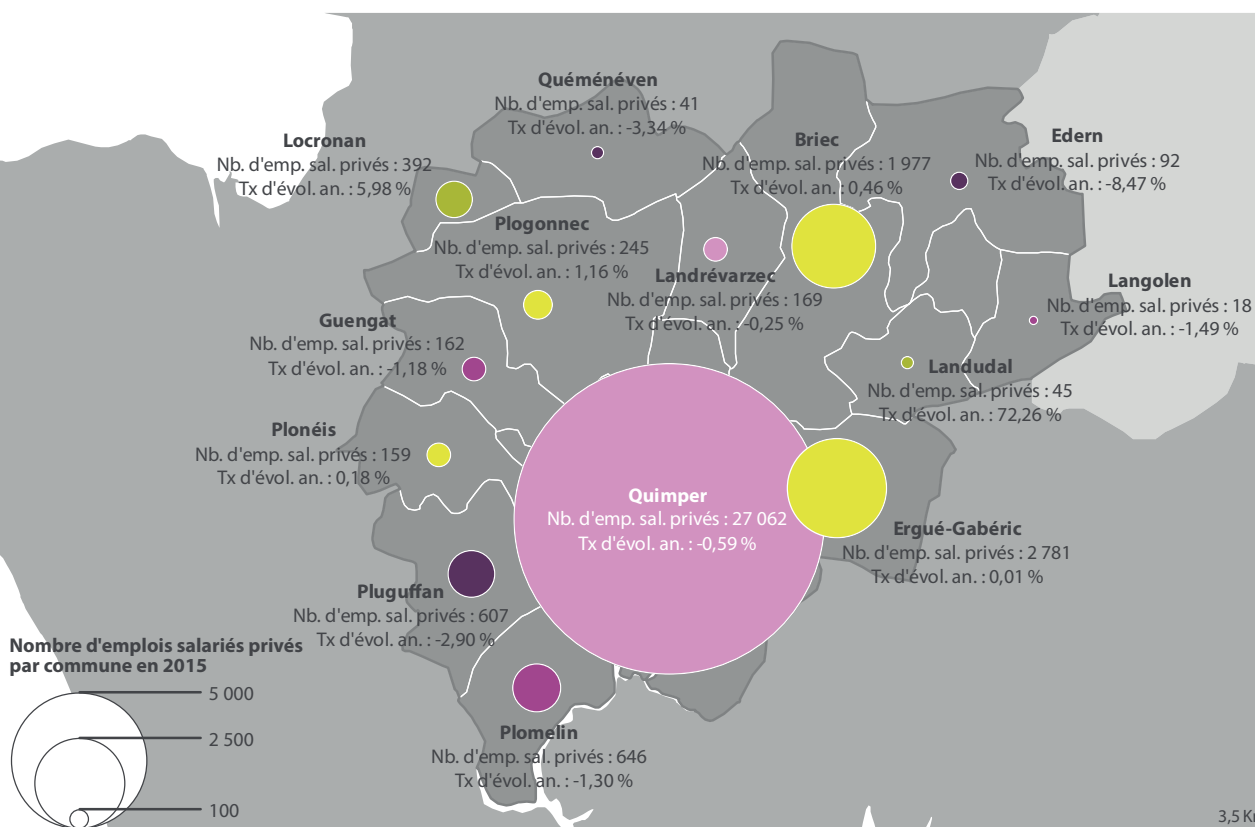 Quéménéven
Nb. d'emp. sal. privés : 41
Tx d'évol. an. : -3,34 %
Locronan
Nb. d'emp. sal. privés : 392
Tx d'évol. an. : 5,98 %
Briec
Nb. d'emp. sal. privés : 1 977
Tx d'évol. an. : 0,46 %
Edern
Nb. d'emp. sal. privés : 92
Tx d'évol. an. : -8,47 %
Plogonnec
Nb. d'emp. sal. privés : 245
Tx d'évol. an. : 1,16 %
Landrévarzec
Nb. d'emp. sal. privés : 169
Tx d'évol. an. : -0,25 %
Langolen
Nb. d'emp. sal. privés : 18
Tx d'évol. an. : -1,49 %
Guengat
Nb. d'emp. sal. privés : 162
Tx d'évol. an. : -1,18 %
Landudal
Nb. d'emp. sal. privés : 45
Tx d'évol. an. : 72,26 %
Plonéis
Nb. d'emp. sal. privés : 159
Tx d'évol. an. : 0,18 %
Quimper
Nb. d'emp. sal. privés : 27 062
Tx d'évol. an. : -0,59 %
Ergué-Gabéric
Nb. d'emp. sal. privés : 2 781
Tx d'évol. an. : 0,01 %
Pluguffan
Nb. d'emp. sal. privés : 607
Tx d'évol. an. : -2,90 %
Plomelin
Nb. d'emp. sal. privés : 646
Tx d'évol. an. : -1,30 %
Nombre d'emplois salariés privés
par commune en 2015
5 000
2 500
100
3,5